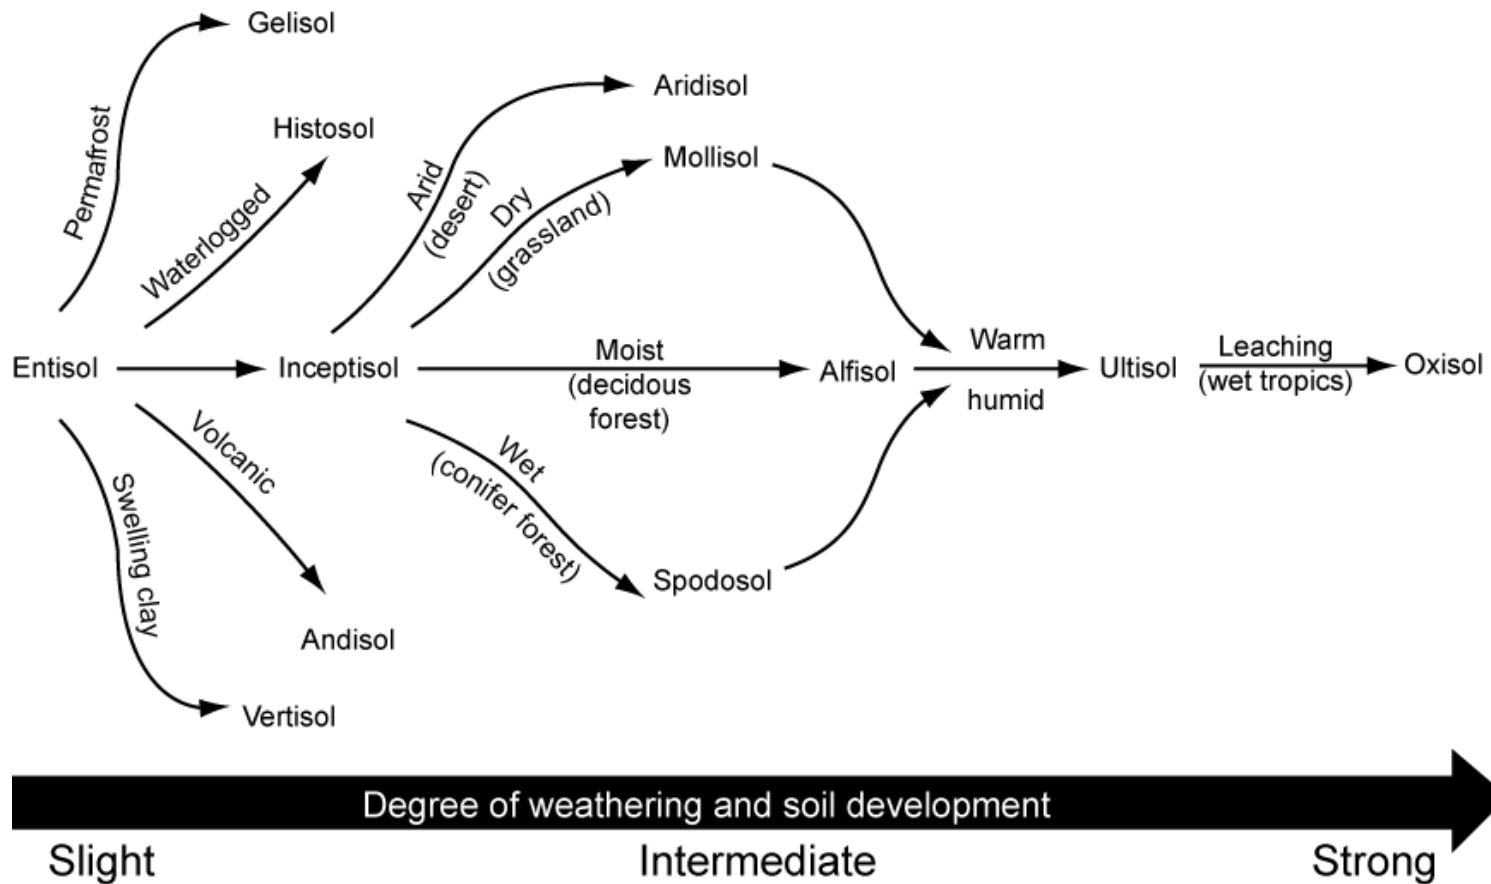 Gelisol
Aridisol
Histosol
Mollisol
Permafrost
Waterlogged
Arid
(desert)
Dry
(grassland)
Entisol
Inceptisol
Moist
(decidous
forest)
Alfisol
Warm
humid
Ultisol
Leaching
(wet tropics)
Oxisol
Volcanic
Swelling clay
Wet
(conifer forest)
Spodosol
Andisol
Vertisol
Degree of weathering and soil development
Slight
Intermediate
Strong